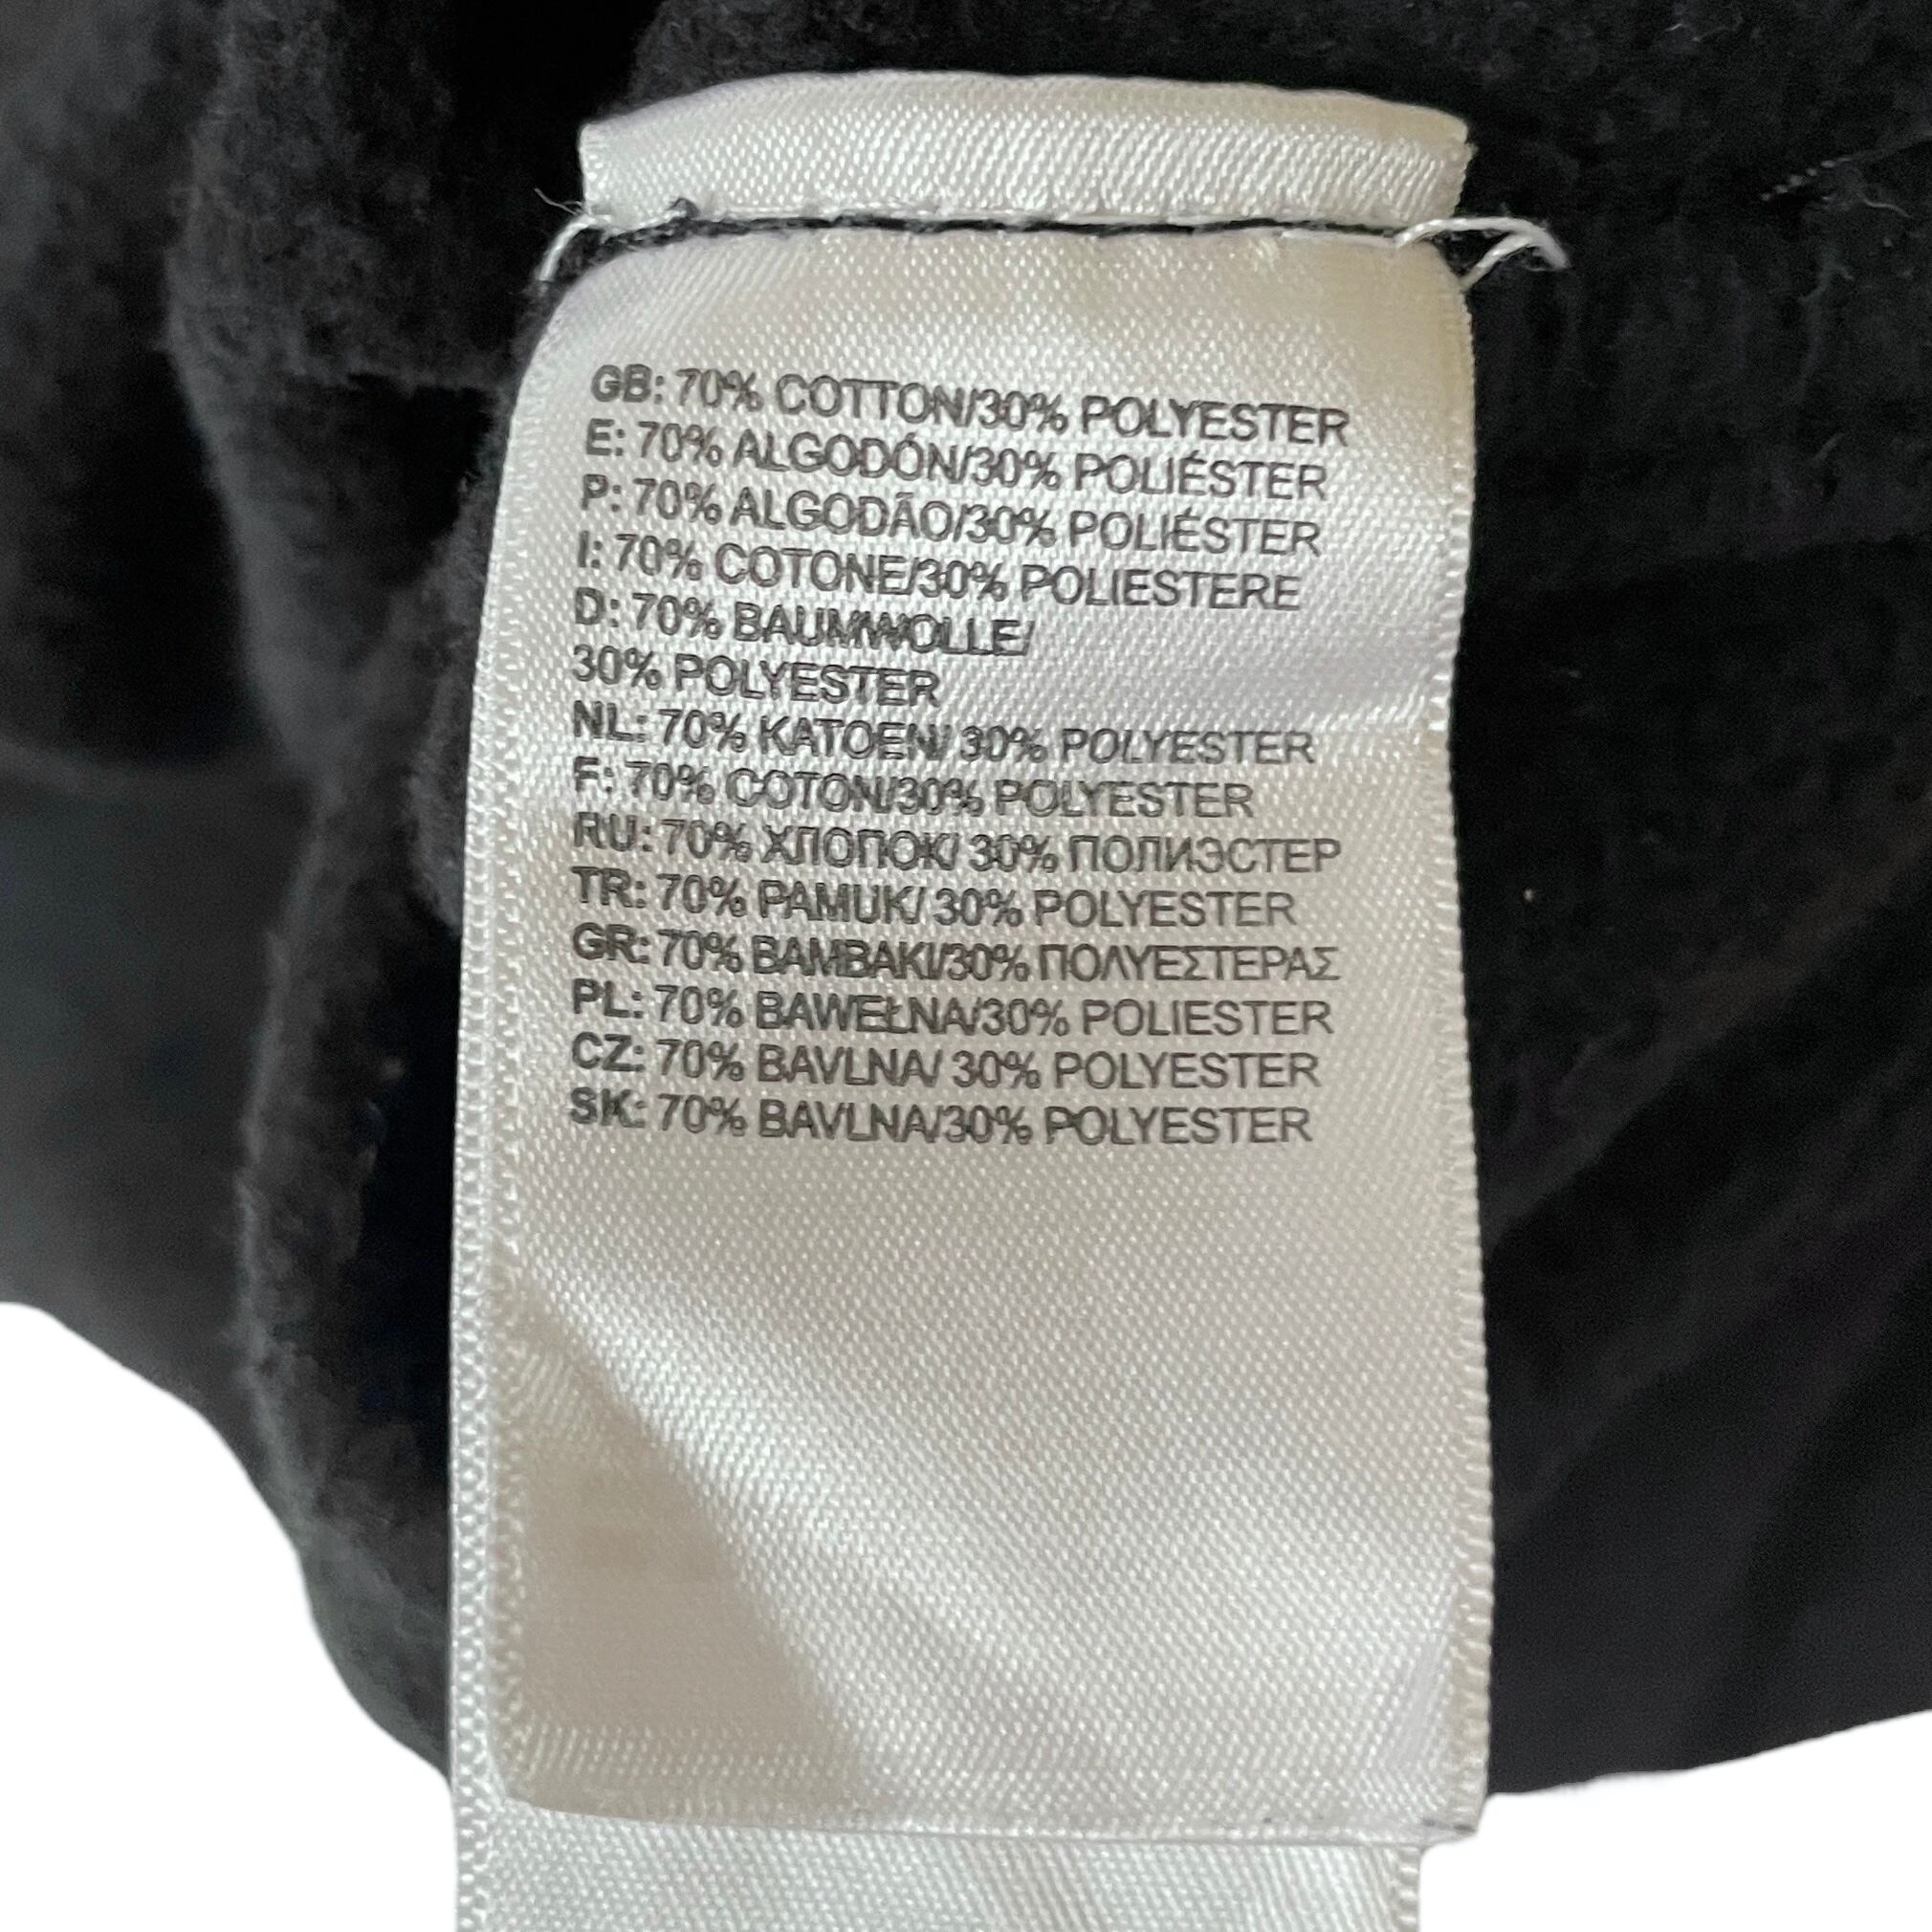 GB: 70% COTTON/30% POLYESTER
E: 70% ALGODÓN/30% POLIÉSTER
P: 70% ALGODÃO/30% POLIÉSTER
I: 70% COTONE/30% POLIESTERE
D: 70% BAUMWOLLE/
30% POLYESTER
NL: 70% KATOEN/ 30% POLYESTER
F: 70% COTON/30% POLYESTER
RU: 70% ХЛОПОК/ 30% ПОЛИЭСТЕР
TR: 70% PAMUK/ 30% POLYESTER
GR: 70% BAMBAKI/30% ΠΟΛΥΕΣΤΕΡΑΣ
PL: 70% BAWEŁNA/30% POLIESTER
CZ: 70% BAVLNA/ 30% POLYESTER
SK: 70% BAVLNA/30% POLYESTER